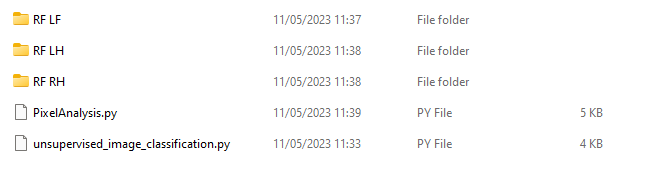 RF LF 11/05/2023 11:37 File folder
RF LH 11/05/2023 11:38 File folder
RF RH 11/05/2023 11:38 File folder
PixelAnalysis.py 11/05/2023 11:39 PY File 5 KB
unsupervised_image_classification.py 11/05/2023 11:33 PY File 4 KB